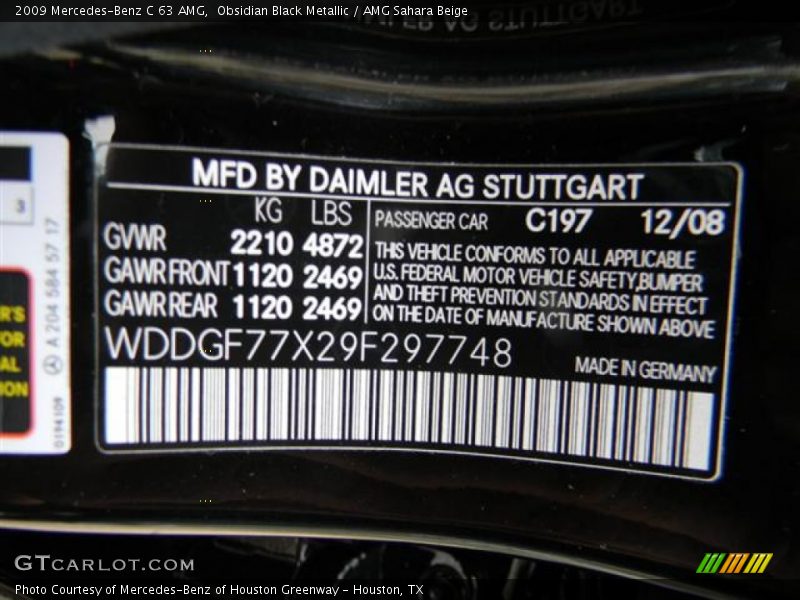 2009 Mercedes-Benz C 63 AMG, Obsidian Black Metallic / AMG Sahara Beige
MFD BY DAIMLER AG STUTTGART
KG LBS
GVWR 2210 4872
GAWR FRONT 1120 2469
GAWR REAR 1120 2469
PASSENGER CAR C197 12/08
THIS VEHICLE CONFORMS TO ALL APPLICABLE
U.S. FEDERAL MOTOR VEHICLE SAFETY,BUMPER
AND THEFT PREVENTION STANDARDS IN EFFECT
ON THE DATE OF MANUFACTURE SHOWN ABOVE
WDDGF77X29F297748
MADE IN GERMANY
3
A 204 584 57 17
0194109
GTCARLOT.COM
Photo Courtesy of Mercedes-Benz of Houston Greenway - Houston, TX